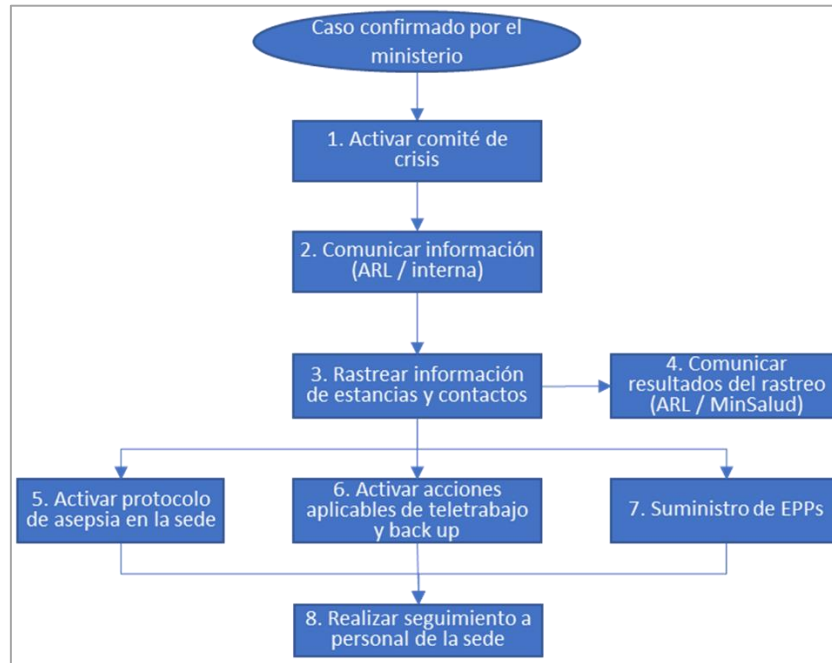 Caso confirmado por el
ministerio
1. Activar comité de
crisis
2. Comunicar información
(ARL / interna)
3. Rastrear información
de estancias y contactos
4. Comunicar
resultados del rastreo
(ARL / MinSalud)
5. Activar protocolo
de asepsia en la sede
6. Activar acciones
aplicables de teletrabajo
y back up
7. Suministro de EPPs
8. Realizar seguimiento a
personal de la sede